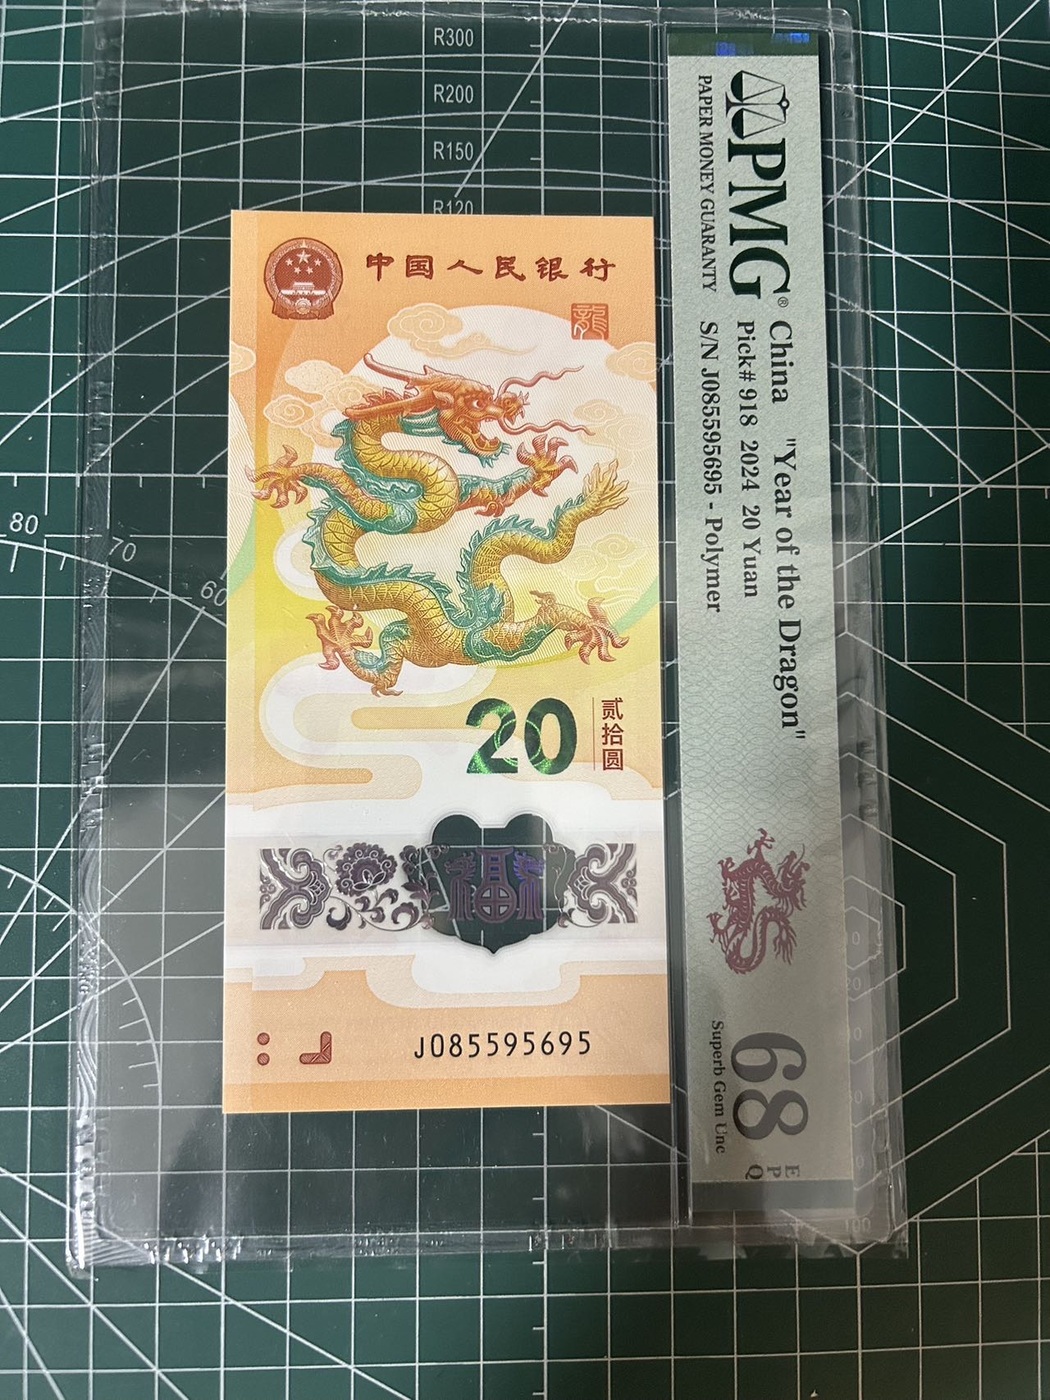 R300
R200
R150
R120
80
70
60
中国人民银行
龍
20
贰拾圆
福
J085595695
PMG®
PAPER MONEY GUARANTY
China "Year of the Dragon"
Pick# 918 2024 20 Yuan
S/N J085595695 - Polymer
68
EPQ
Superb Gem Unc
100